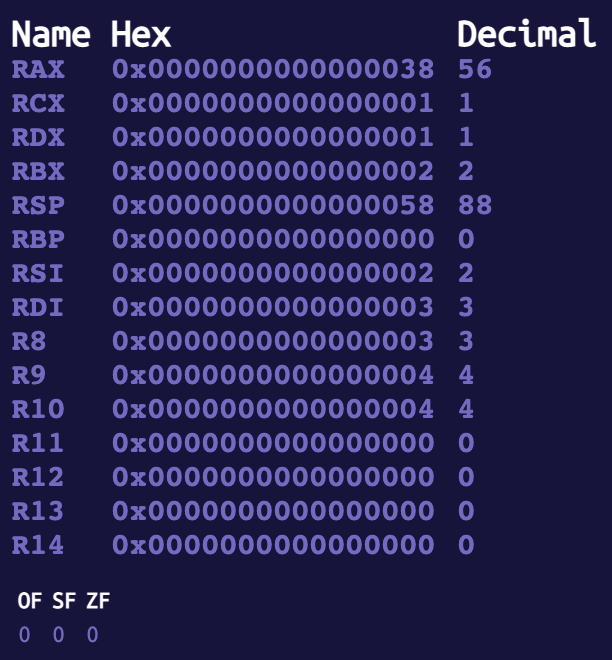 Name Hex Decimal
RAX 0x0000000000000038 56
RCX 0x0000000000000001 1
RDX 0x0000000000000001 1
RBX 0x0000000000000002 2
RSP 0x0000000000000058 88
RBP 0x0000000000000000 0
RSI 0x0000000000000002 2
RDI 0x0000000000000003 3
R8 0x0000000000000003 3
R9 0x0000000000000004 4
R10 0x0000000000000004 4
R11 0x0000000000000000 0
R12 0x0000000000000000 0
R13 0x0000000000000000 0
R14 0x0000000000000000 0
OF SF ZF
0 0 0